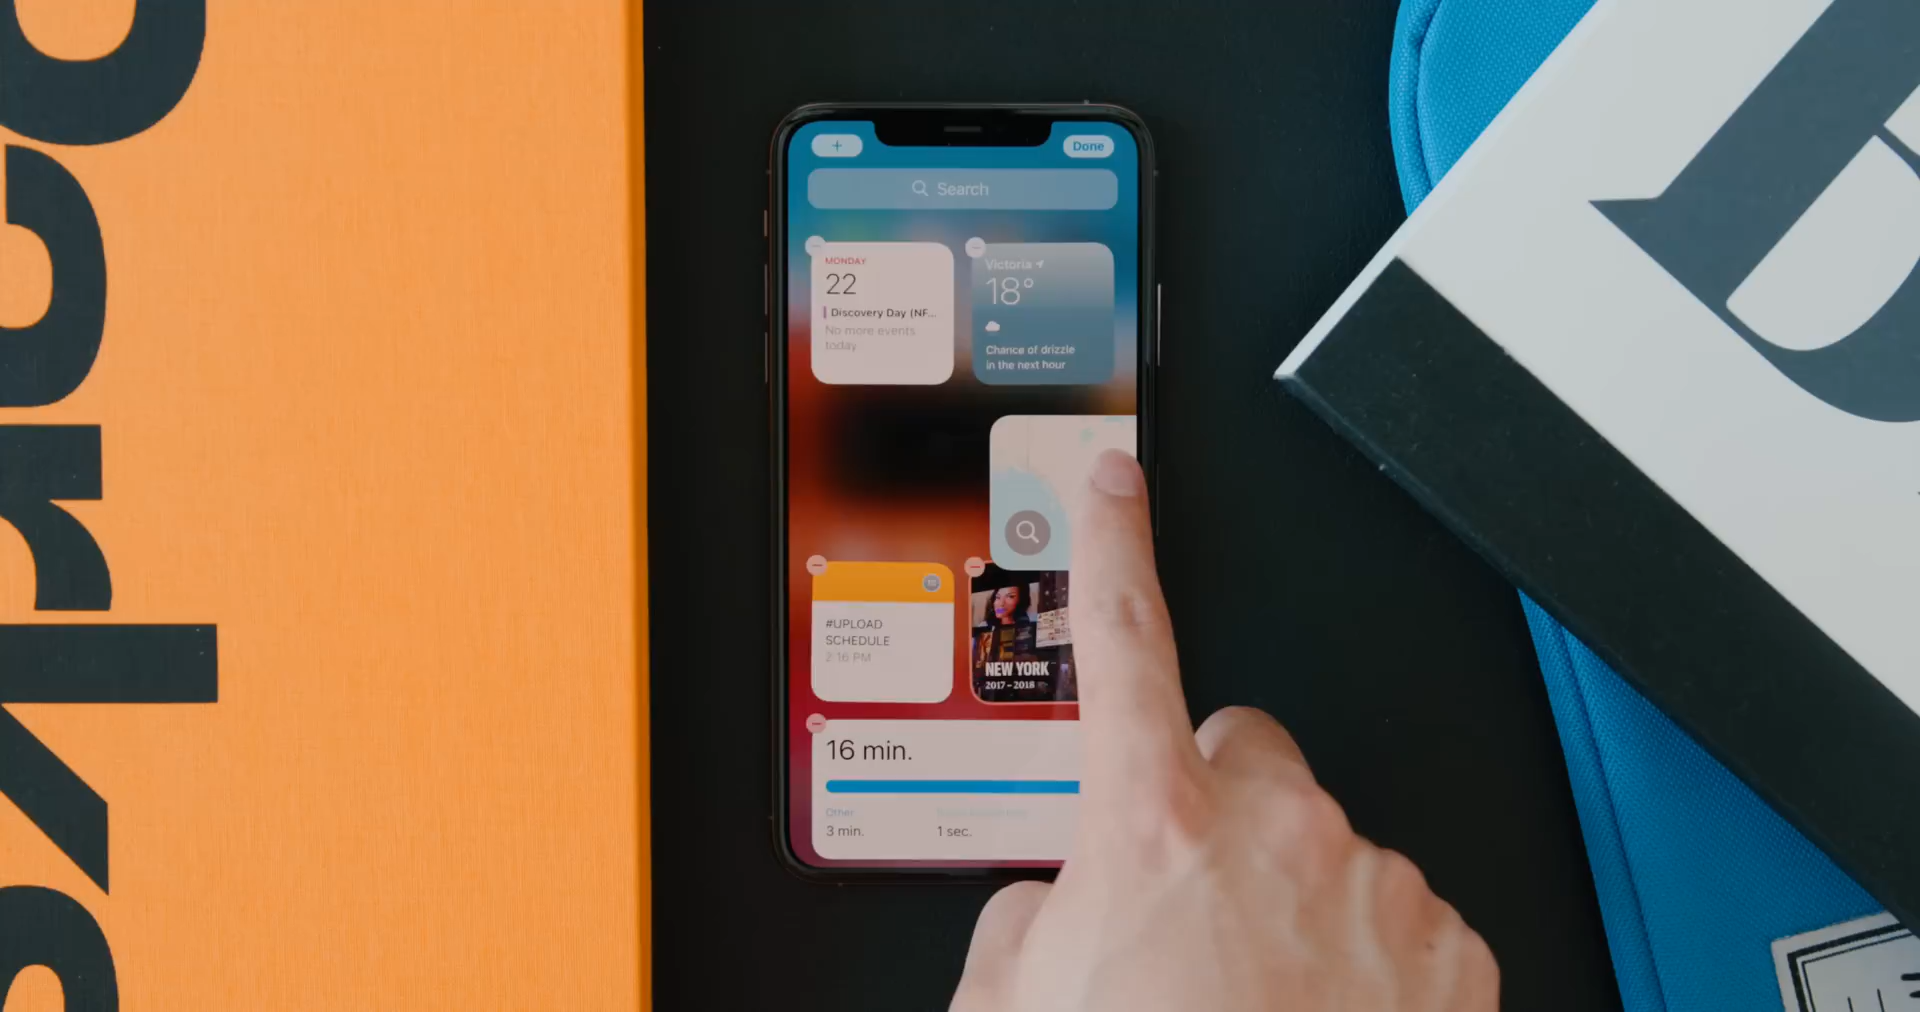 +
Done
Search
MONDAY
22
Discovery Day (NF...
No more events
today
Victoria
18°
Chance of drizzle
in the next hour
#UPLOAD
SCHEDULE
2:16 PM
NEW YORK
2017 – 2018
16 min.
Other
3 min.
1 sec.